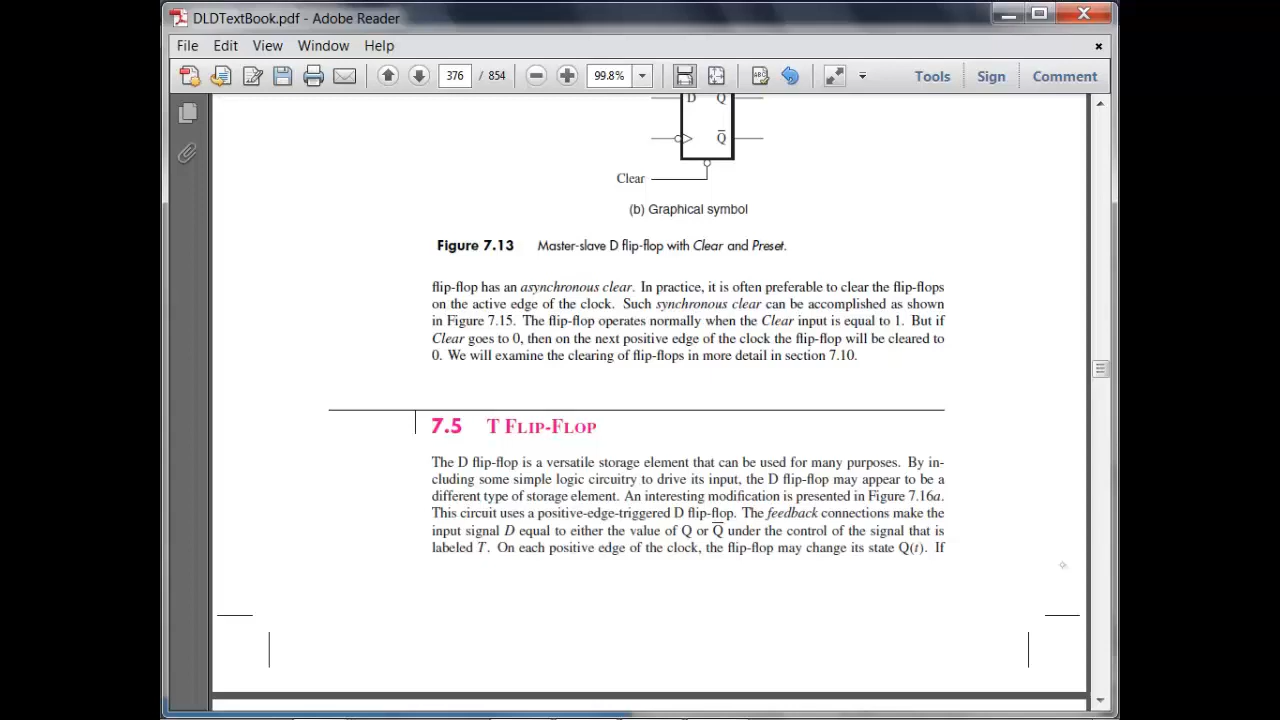 DLDTextBook.pdf - Adobe Reader
File Edit View Window Help
376 / 854 99.8% Tools Sign Comment
D Q
Q̅
Clear
(b) Graphical symbol
Figure 7.13 Master-slave D flip-flop with Clear and Preset.
flip-flop has an asynchronous clear. In practice, it is often preferable to clear the flip-flops
on the active edge of the clock. Such synchronous clear can be accomplished as shown
in Figure 7.15. The flip-flop operates normally when the Clear input is equal to 1. But if
Clear goes to 0, then on the next positive edge of the clock the flip-flop will be cleared to
0. We will examine the clearing of flip-flops in more detail in section 7.10.
7.5 T FLIP-FLOP
The D flip-flop is a versatile storage element that can be used for many purposes. By in-
cluding some simple logic circuitry to drive its input, the D flip-flop may appear to be a
different type of storage element. An interesting modification is presented in Figure 7.16a.
This circuit uses a positive-edge-triggered D flip-flop. The feedback connections make the
input signal D equal to either the value of Q or Q̅ under the control of the signal that is
labeled T. On each positive edge of the clock, the flip-flop may change its state Q(t). If